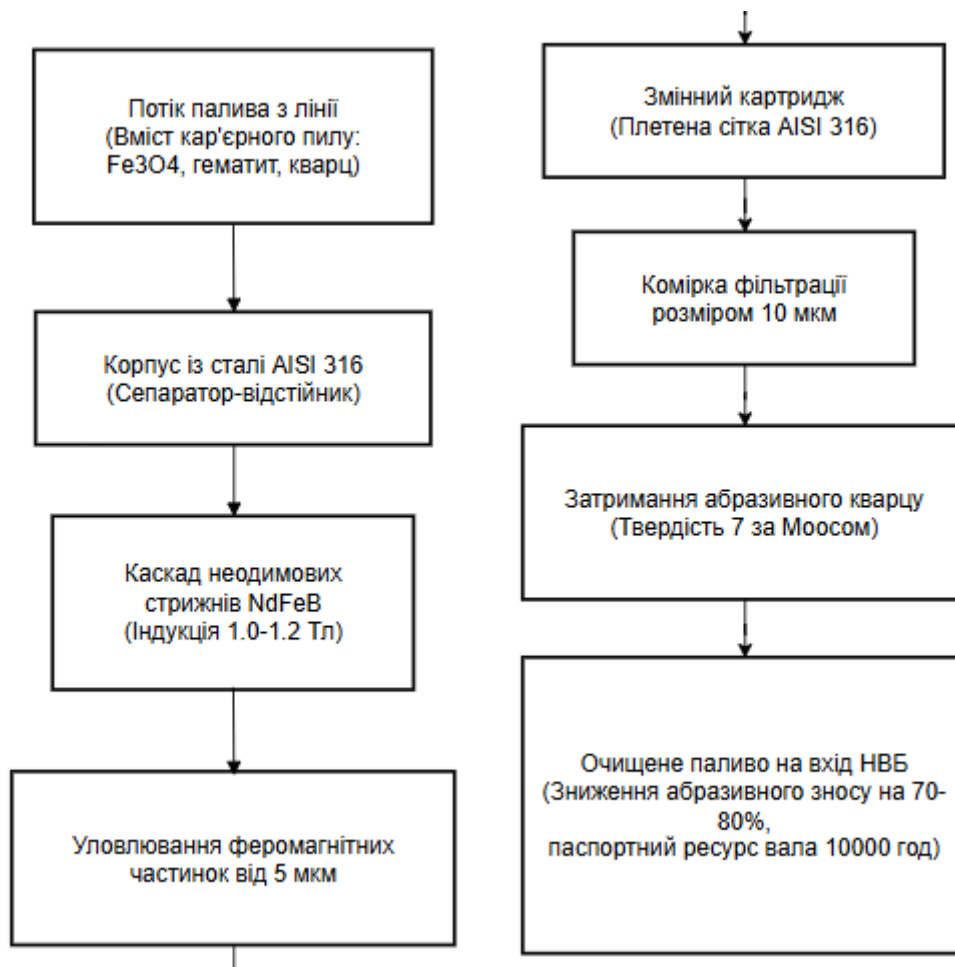 Потік палива з лінії
(Вміст кар'єрного пилу:
Fe3O4, гематит, кварц)
Корпус із сталі AISI 316
(Сепаратор-відстійник)
Каскад неодимових
стрижнів NdFeB
(Індукція 1.0-1.2 Тл)
Уловлювання феромагнітних
частинок від 5 мкм
Змінний картридж
(Плетена сітка AISI 316)
Комірка фільтрації
розміром 10 мкм
Затримання абразивного кварцу
(Твердість 7 за Моосом)
Очищене паливо на вхід НВБ
(Зниження абразивного зносу на 70-
80%,
паспортний ресурс вала 10000 год)